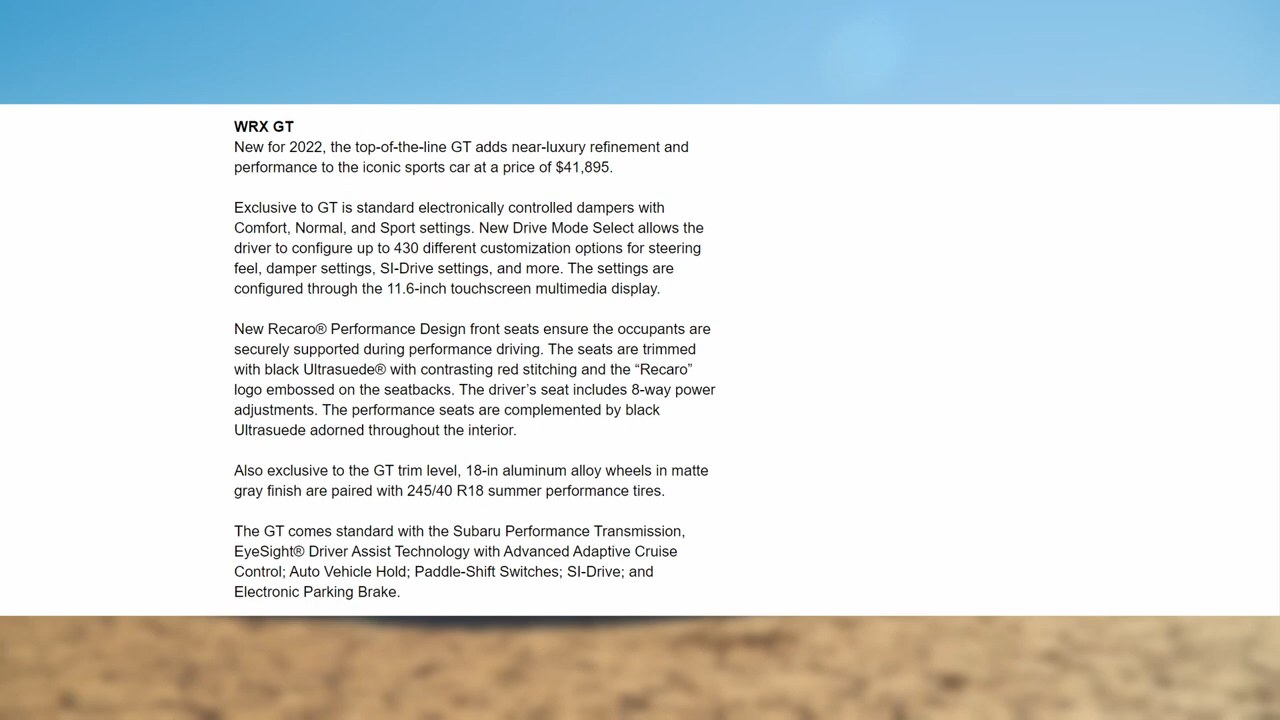 WRX GT
New for 2022, the top-of-the-line GT adds near-luxury refinement and
performance to the iconic sports car at a price of $41,895.
Exclusive to GT is standard electronically controlled dampers with
Comfort, Normal, and Sport settings. New Drive Mode Select allows the
driver to configure up to 430 different customization options for steering
feel, damper settings, SI-Drive settings, and more. The settings are
configured through the 11.6-inch touchscreen multimedia display.
New Recaro® Performance Design front seats ensure the occupants are
securely supported during performance driving. The seats are trimmed
with black Ultrasuede® with contrasting red stitching and the “Recaro”
logo embossed on the seatbacks. The driver’s seat includes 8-way power
adjustments. The performance seats are complemented by black
Ultrasuede adorned throughout the interior.
Also exclusive to the GT trim level, 18-in aluminum alloy wheels in matte
gray finish are paired with 245/40 R18 summer performance tires.
The GT comes standard with the Subaru Performance Transmission,
EyeSight® Driver Assist Technology with Advanced Adaptive Cruise
Control; Auto Vehicle Hold; Paddle-Shift Switches; SI-Drive; and
Electronic Parking Brake.